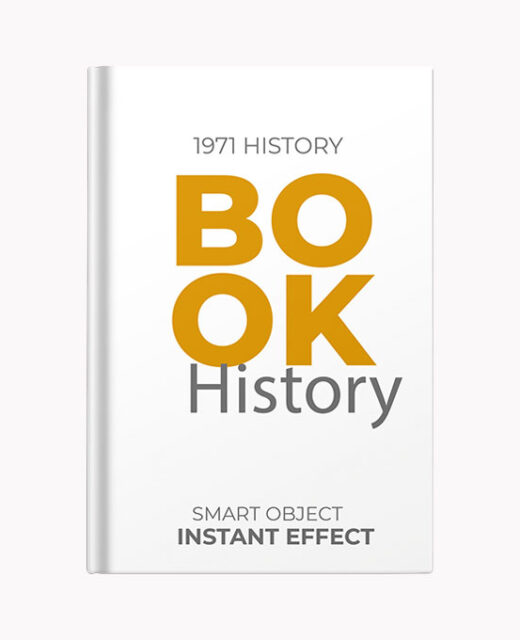 1971 HISTORY
BO
OK
History
SMART OBJECT
INSTANT EFFECT